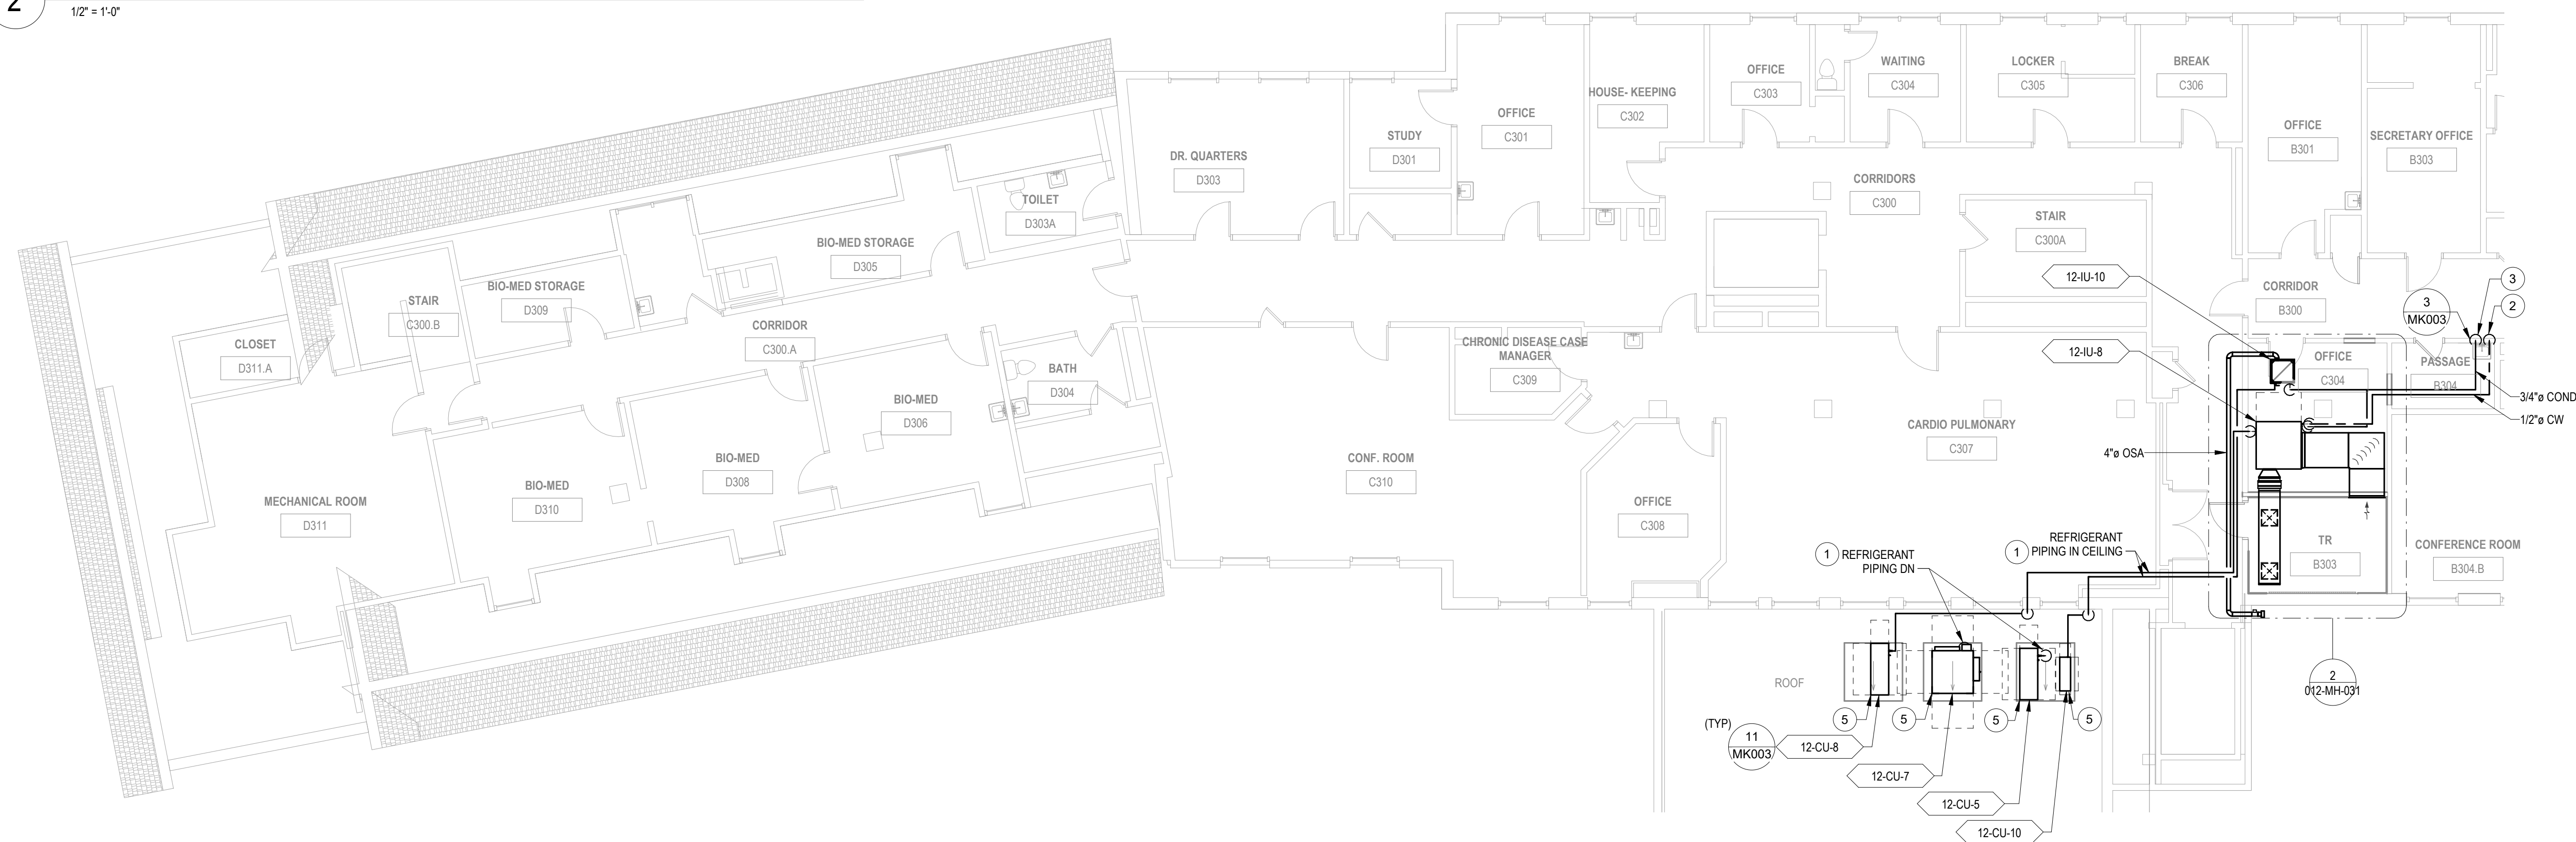 2
1/2" = 1'-0"
OFFICE
C301
HOUSE- KEEPING
C302
OFFICE
C303
WAITING
C304
LOCKER
C305
BREAK
C306
OFFICE
B301
SECRETARY OFFICE
B303
STUDY
D301
DR. QUARTERS
D303
TOILET
D303A
CORRIDORS
C300
STAIR
C300A
BIO-MED STORAGE
D305
BIO-MED STORAGE
D309
STAIR
C300.B
CLOSET
D311.A
CORRIDOR
C300.A
BATH
D304
BIO-MED
D306
BIO-MED
D308
BIO-MED
D310
MECHANICAL ROOM
D311
CHRONIC DISEASE CASE
MANAGER
C309
CONF. ROOM
C310
OFFICE
C308
CARDIO PULMONARY
C307
12-IU-10
12-IU-8
CORRIDOR
B300
3
MK003
3
2
OFFICE
C304
PASSAGE
B304
3/4"ø COND
1/2"ø CW
4"ø OSA
TR
B303
CONFERENCE ROOM
B304.B
1
REFRIGERANT
PIPING DN
1
REFRIGERANT
PIPING IN CEILING
ROOF
5
5
5
5
(TYP)
11
MK003
12-CU-8
12-CU-7
12-CU-5
12-CU-10
2
012-MH-031